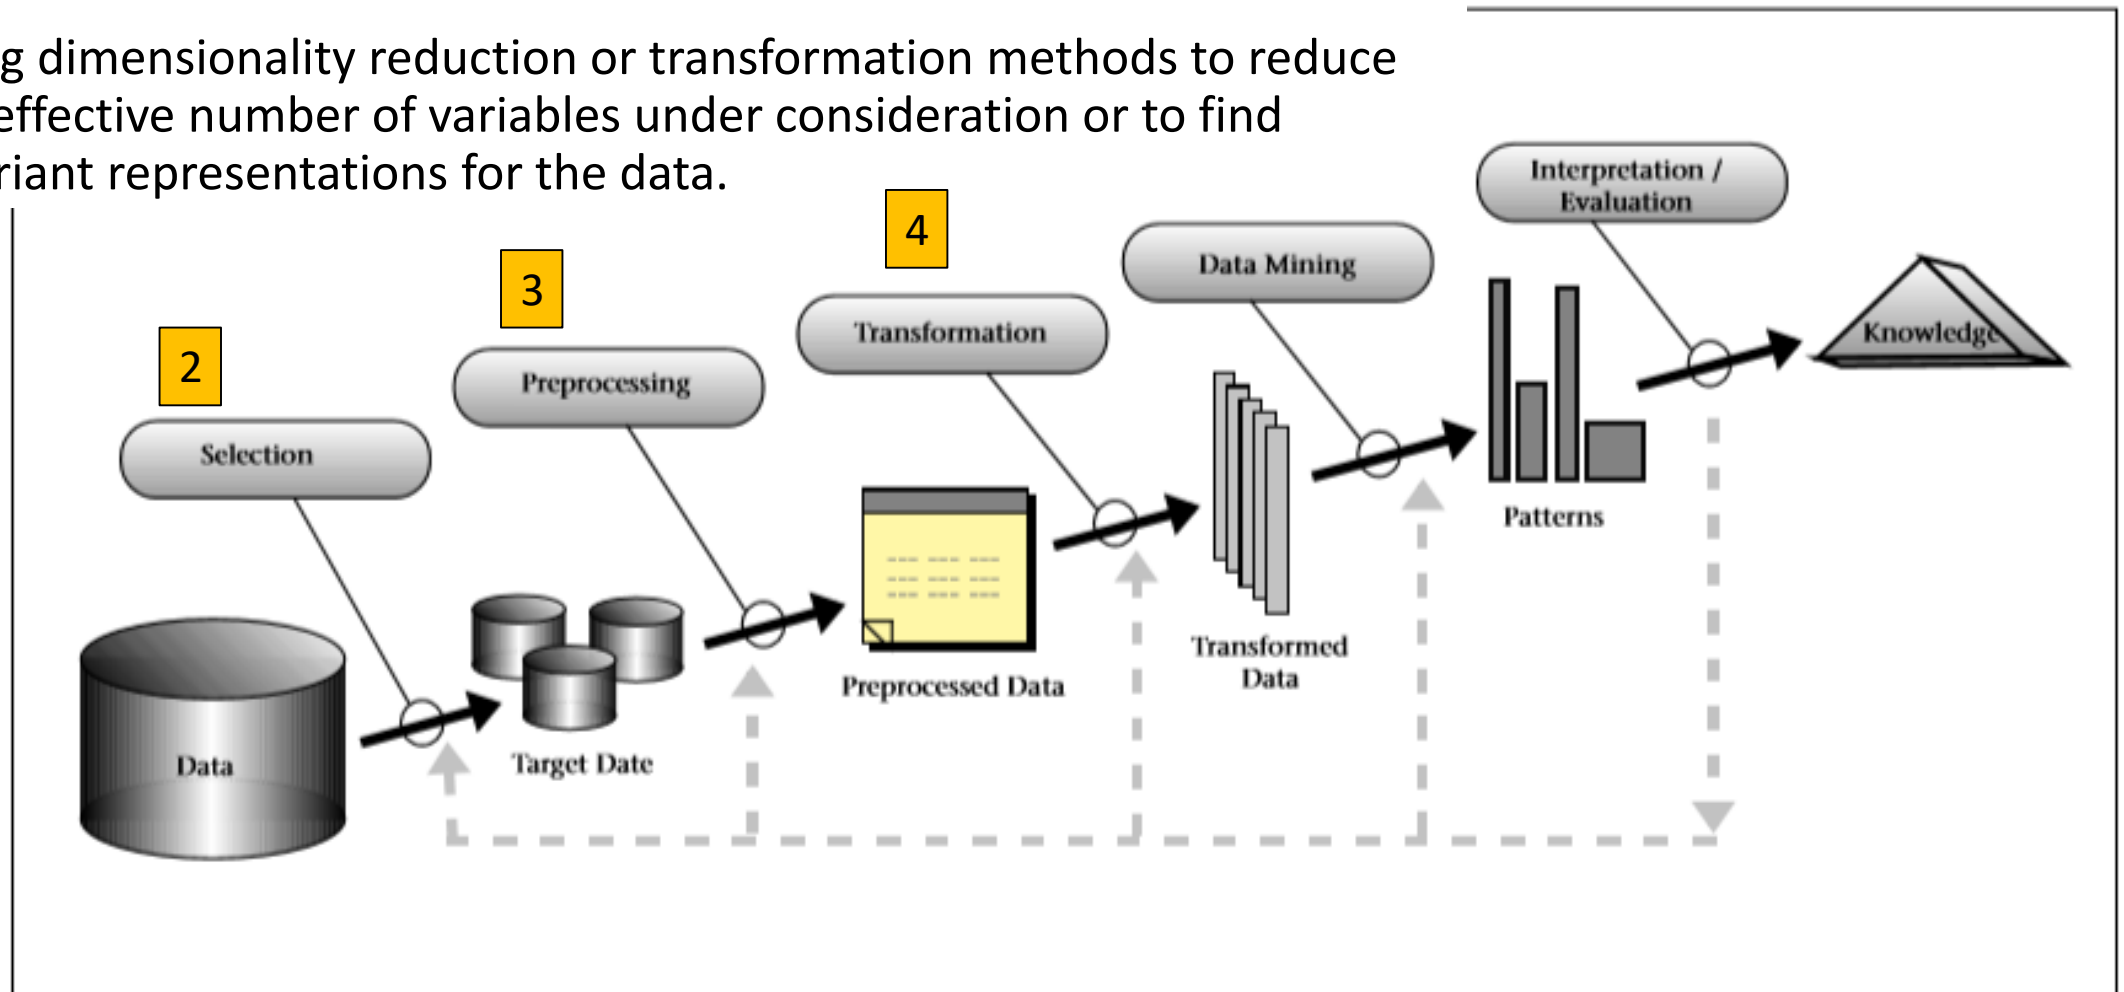 g dimensionality reduction or transformation methods to reduce
effective number of variables under consideration or to find
riant representations for the data.
Interpretation /
Evaluation
4
Data Mining
3
Transformation
Knowledge
2
Preprocessing
Selection
Patterns
Transformed
Data
Preprocessed Data
Target Date
Data